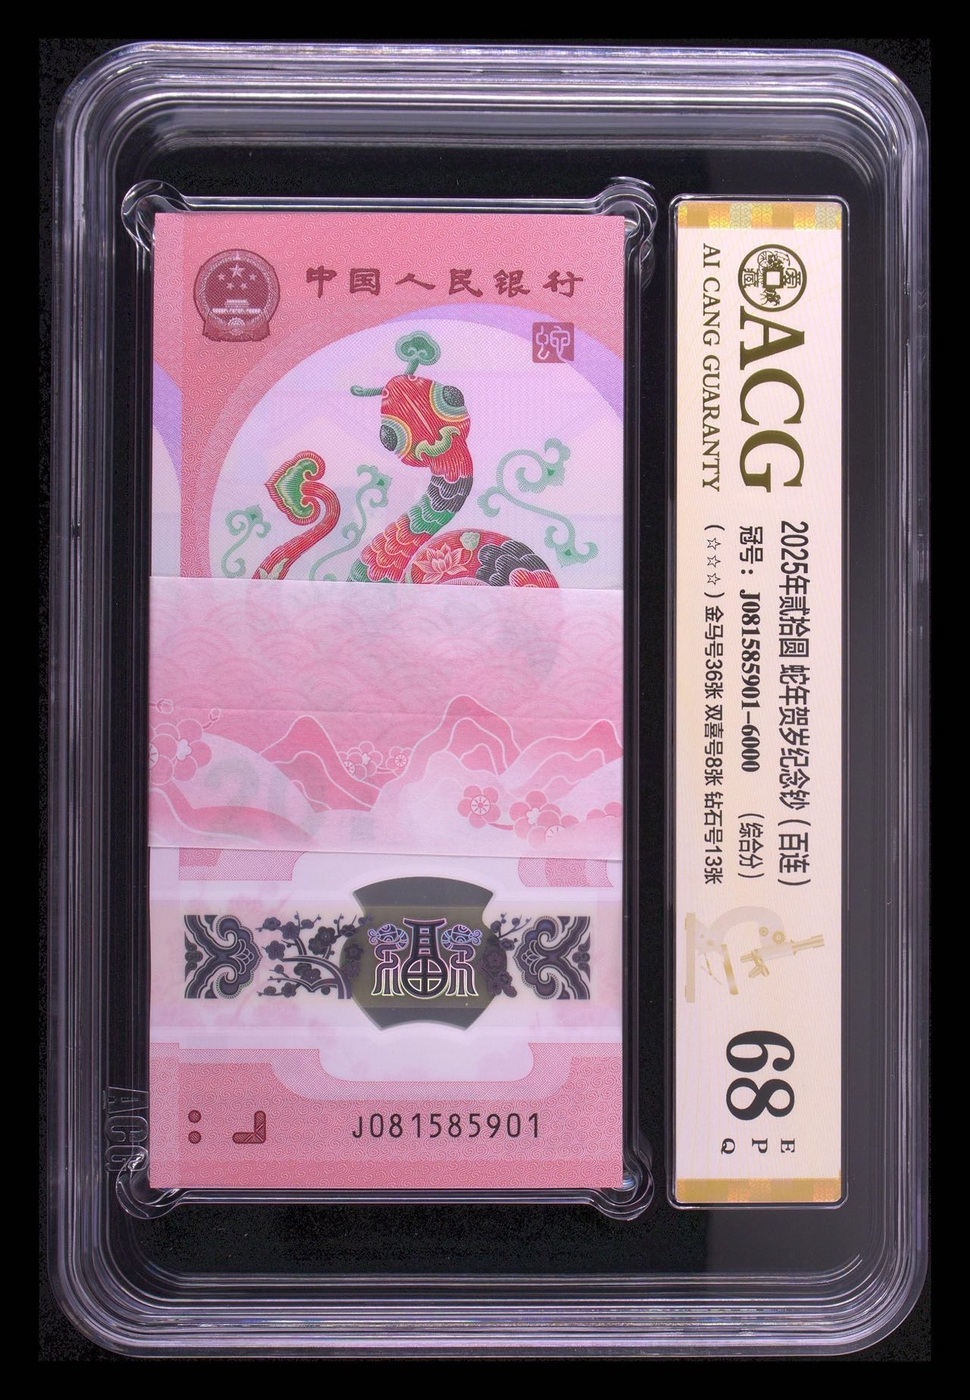 中国人民银行
蛇
J081585901
ACG
AI CANG GUARANTY
2025年贰拾圆 蛇年贺岁纪念钞（百连）
冠号：J081585901-6000 （综合分）
（☆☆☆）金马号36张 双喜号8张 钻石号13张
68
E
P
Q
ACG